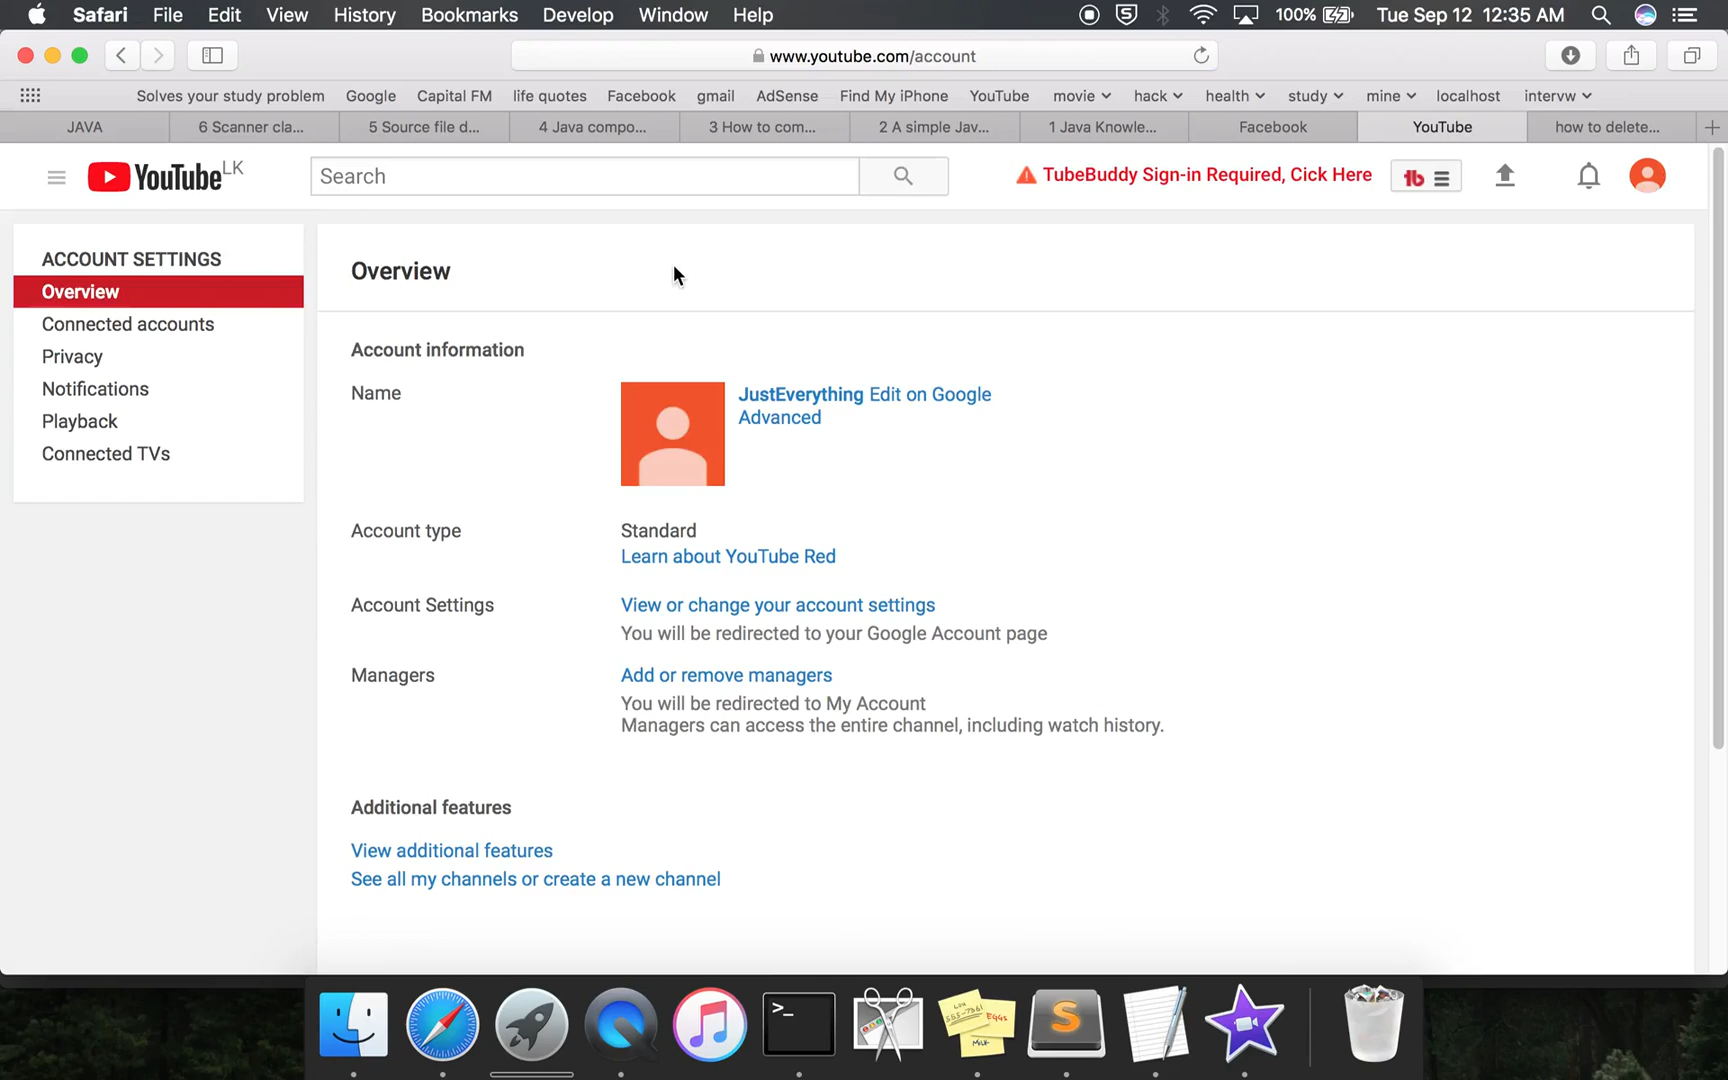 Safari File Edit View History Bookmarks Develop Window Help 100% Tue Sep 12 12:35 AM
www.youtube.com/account
Solves your study problem Google Capital FM life quotes Facebook gmail AdSense Find My iPhone YouTube movie hack health study mine localhost intervw
JAVA 6 Scanner cla... 5 Source file d... 4 Java compo... 3 How to com... 2 A simple Jav... 1 Java Knowle... Facebook YouTube how to delete...
YouTube LK Search TubeBuddy Sign-in Required, Cick Here tb
ACCOUNT SETTINGS
Overview
Connected accounts
Privacy
Notifications
Playback
Connected TVs
Overview
Account information
Name JustEverything Edit on Google
Advanced
Account type Standard
Learn about YouTube Red
Account Settings View or change your account settings
You will be redirected to your Google Account page
Managers Add or remove managers
You will be redirected to My Account
Managers can access the entire channel, including watch history.
Additional features
View additional features
See all my channels or create a new channel